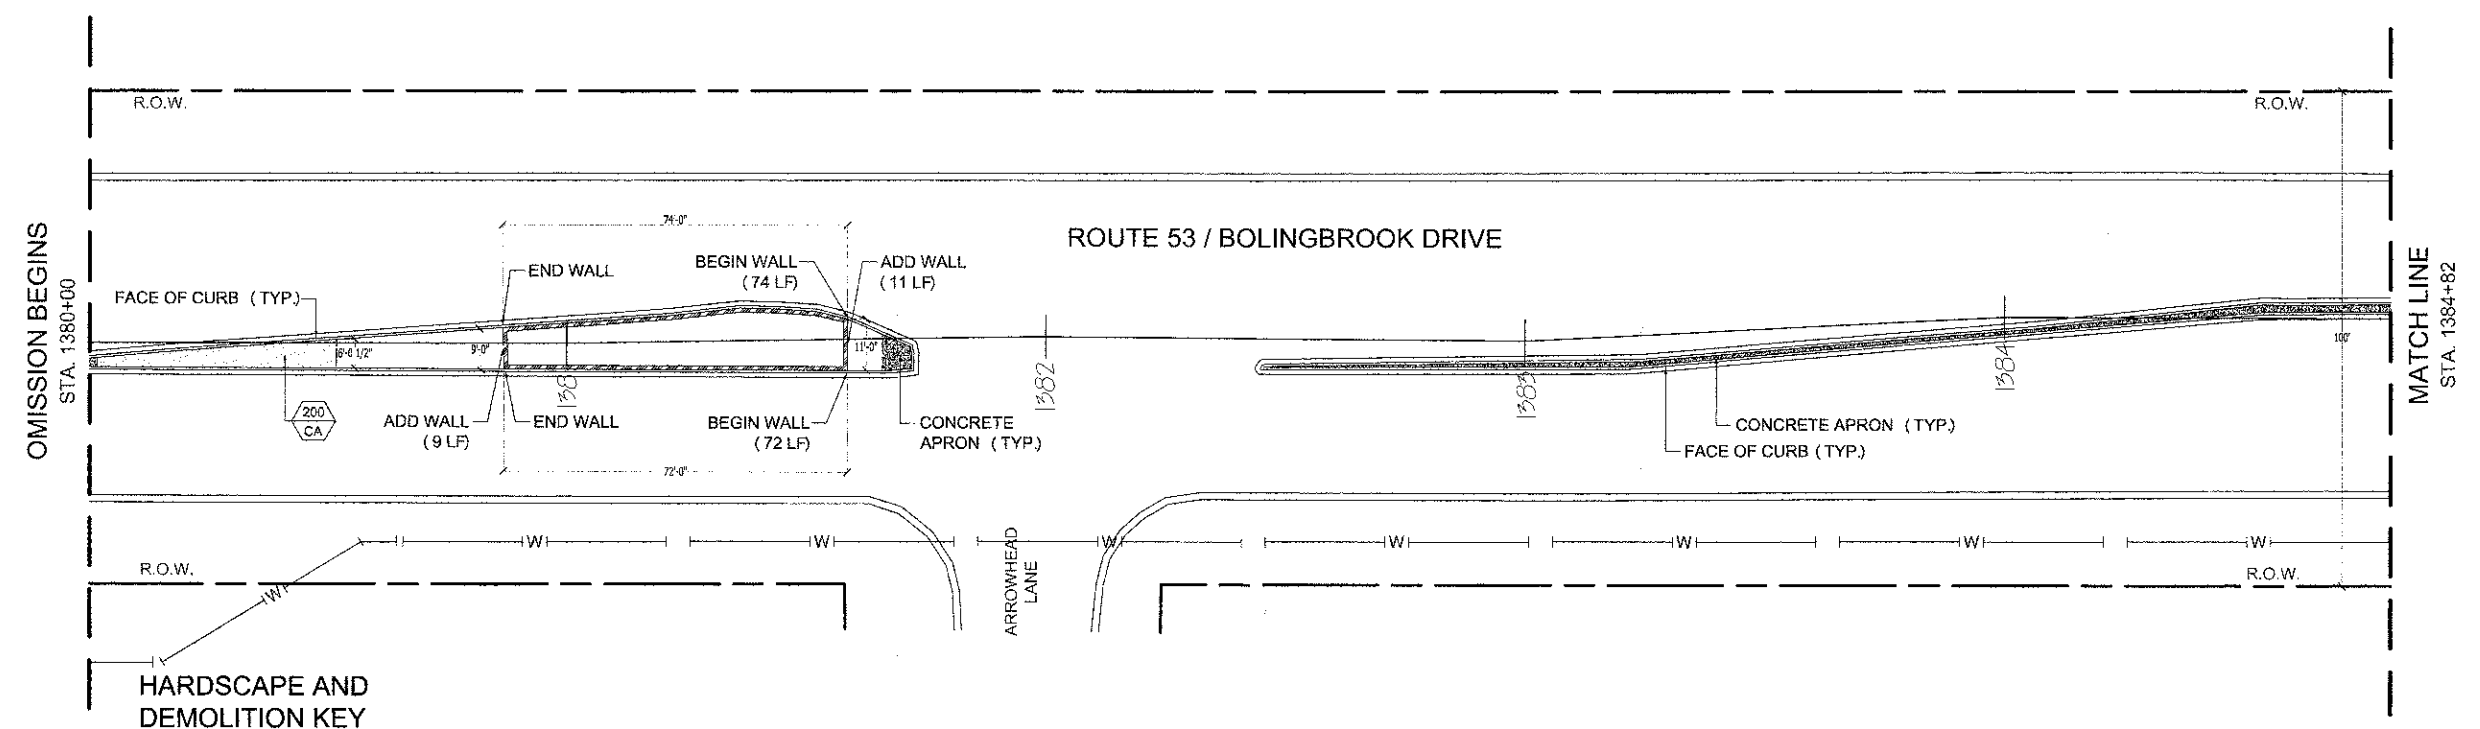 R.O.W.
R.O.W.
OMISSION BEGINS
STA. 1380+00
74'-0"
ROUTE 53 / BOLINGBROOK DRIVE
END WALL
BEGIN WALL
( 74 LF)
ADD WALL
( 11 LF)
FACE OF CURB ( TYP.)
6'-0 1/2"
9'-0"
11'-0"
138
1382
1383
1384
100'
MATCH LINE
STA. 1384+82
200
CA
ADD WALL
( 9 LF)
END WALL
BEGIN WALL
( 72 LF)
CONCRETE
APRON ( TYP.)
CONCRETE APRON ( TYP.)
FACE OF CURB ( TYP.)
72'-0"
W
W
W
W
W
W
W
W
ARROWHEAD
LANE
R.O.W.
R.O.W.
HARDSCAPE AND
DEMOLITION KEY